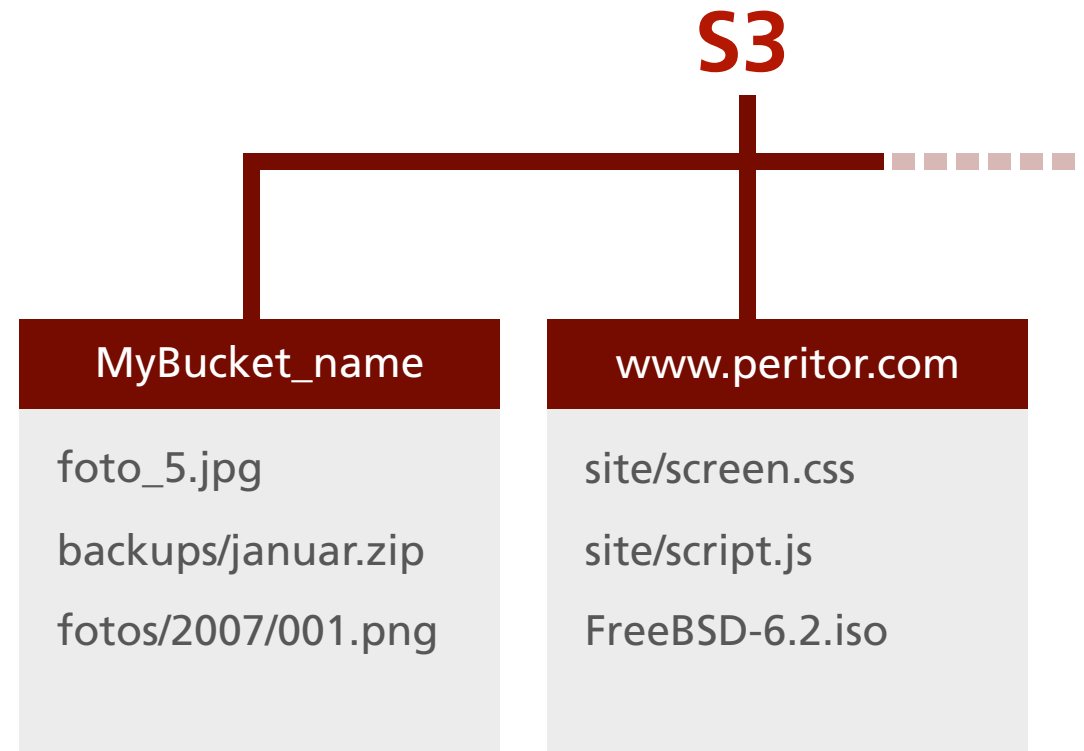 S3
MyBucket_name
foto_5.jpg
backups/januar.zip
fotos/2007/001.png
www.peritor.com
site/screen.css
site/script.js
FreeBSD-6.2.iso